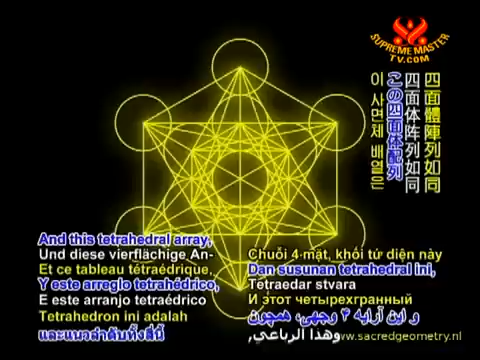 SUPREME MASTER
TV.COM
四面體陣列如同
四面体阵列如同
この四面体配列
이 사면체 배열은
And this tetrahedral array,
Und diese vierflächige An-
Et ce tableau tétraédrique,
Y este arreglo tetrahédrico,
E este arranjo tetraédrico
Tetrahedron ini adalah
และแนวลำดับทั้งสี่นี้
Chuỗi 4 mặt, khối tứ diện này
Dan susunan tetrahedral ini,
Tetraedar stvara
И этот четырехгранный
و این آرایه ۴ وجهی، همچون
وهذا الرباعي,
www.sacredgeometry.nl